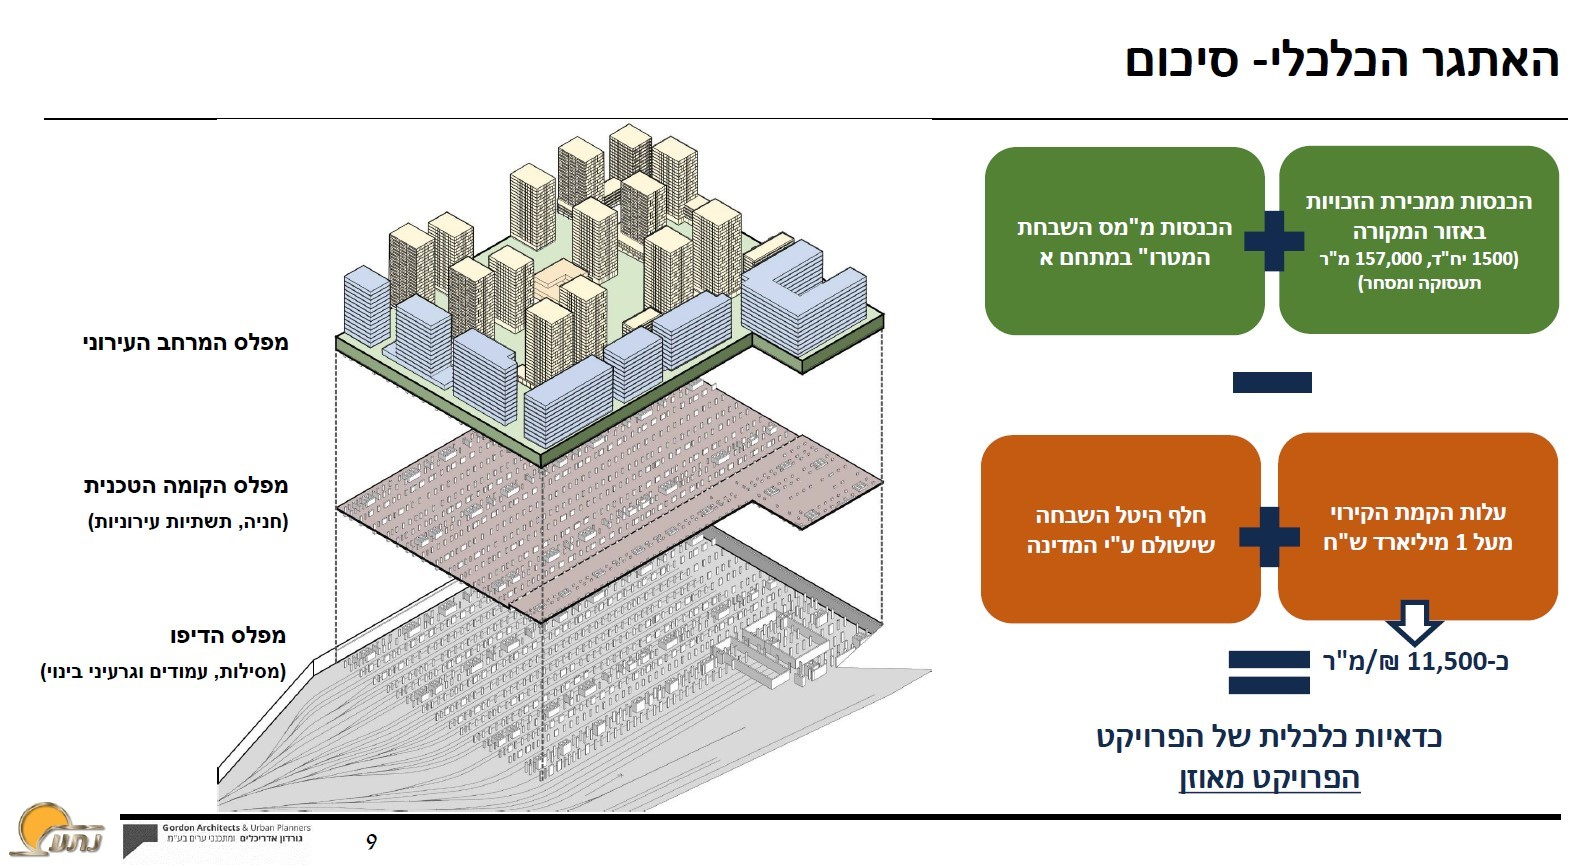 האתגר הכלכלי- סיכום
הכנסות ממכירת הזכויות
באזור המקורה
(1500 יח"ד, 157,000 מ"ר
תעסוקה ומסחר)
הכנסות מ"מס השבחת
המטרו" במתחם א
עלות הקמת הקירוי
מעל 1 מיליארד ש"ח
חלף היטל השבחה
שישולם ע"י המדינה
כ-11,500 ₪/מ"ר
כדאיות כלכלית של הפרויקט
הפרויקט מאוזן
מפלס המרחב העירוני
מפלס הקומה הטכנית
(חניה, תשתיות עירוניות)
מפלס הדיפו
(מסילות, עמודים וגרעיני בינוי)
נתע
Gordon Architects & Urban Planners
גורדון אדריכלים ומתכנני ערים בע"מ
9